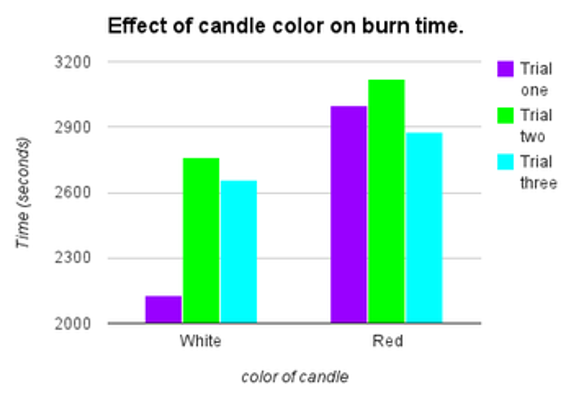 Effect of candle color on burn time.
3200
2900
2600
2300
2000
Time (seconds)
White
Red
color of candle
Trial
one
Trial
two
Trial
three